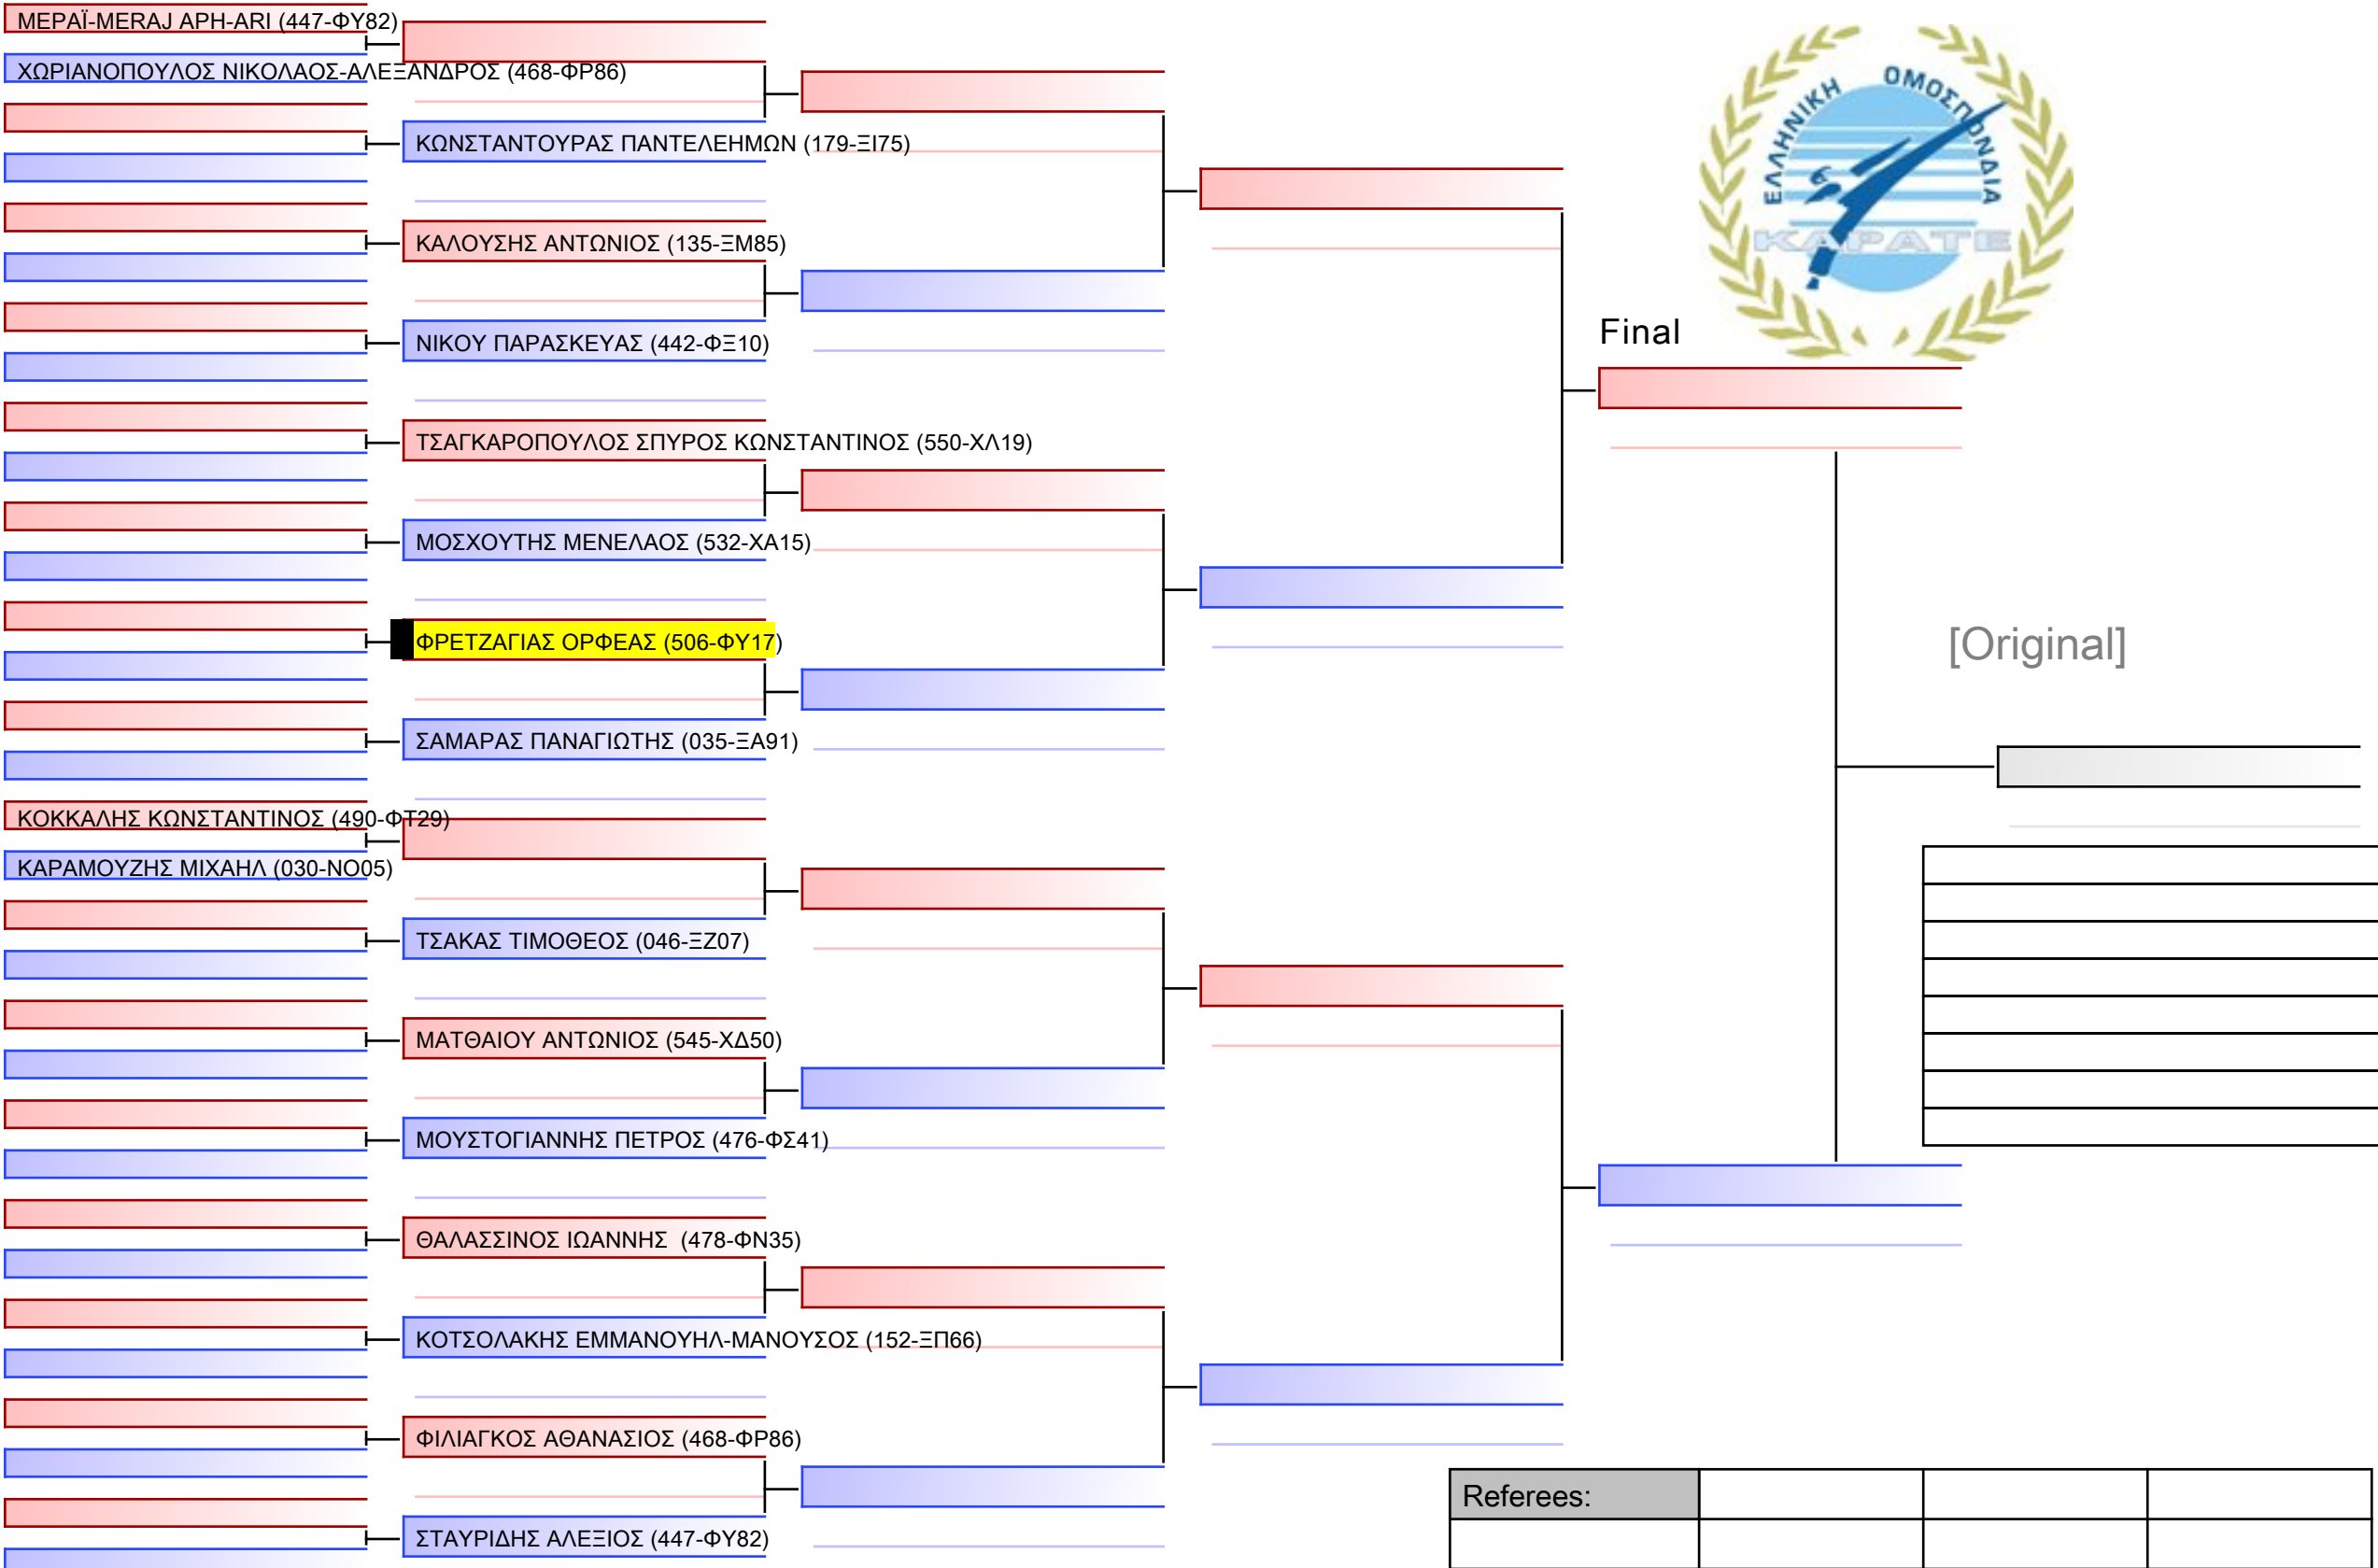 ΜΕΡΑΪ-MERAJ ΑΡΗ-ARI (447-ΦΥ82)
ΧΩΡΙΑΝΟΠΟΥΛΟΣ ΝΙΚΟΛΑΟΣ-ΑΛΕΞΑΝΔΡΟΣ (468-ΦΡ86)
ΚΩΝΣΤΑΝΤΟΥΡΑΣ ΠΑΝΤΕΛΕΗΜΩΝ (179-ΞΙ75)
ΚΑΛΟΥΣΗΣ ΑΝΤΩΝΙΟΣ (135-ΞΜ85)
ΝΙΚΟΥ ΠΑΡΑΣΚΕΥΑΣ (442-ΦΞ10)
ΤΣΑΓΚΑΡΟΠΟΥΛΟΣ ΣΠΥΡΟΣ ΚΩΝΣΤΑΝΤΙΝΟΣ (550-ΧΛ19)
ΜΟΣΧΟΥΤΗΣ ΜΕΝΕΛΑΟΣ (532-ΧΑ15)
ΦΡΕΤΖΑΓΙΑΣ ΟΡΦΕΑΣ (506-ΦΥ17)
ΣΑΜΑΡΑΣ ΠΑΝΑΓΙΩΤΗΣ (035-ΞΑ91)
ΚΟΚΚΑΛΗΣ ΚΩΝΣΤΑΝΤΙΝΟΣ (490-ΦΤ29)
ΚΑΡΑΜΟΥΖΗΣ ΜΙΧΑΗΛ (030-ΝΟ05)
ΤΣΑΚΑΣ ΤΙΜΟΘΕΟΣ (046-ΞΖ07)
ΜΑΤΘΑΙΟΥ ΑΝΤΩΝΙΟΣ (545-ΧΔ50)
ΜΟΥΣΤΟΓΙΑΝΝΗΣ ΠΕΤΡΟΣ (476-ΦΣ41)
ΘΑΛΑΣΣΙΝΟΣ ΙΩΑΝΝΗΣ (478-ΦΝ35)
ΚΟΤΣΟΛΑΚΗΣ ΕΜΜΑΝΟΥΗΛ-ΜΑΝΟΥΣΟΣ (152-ΞΠ66)
ΦΙΛΙΑΓΚΟΣ ΑΘΑΝΑΣΙΟΣ (468-ΦΡ86)
ΣΤΑΥΡΙΔΗΣ ΑΛΕΞΙΟΣ (447-ΦΥ82)
ΕΛΛΗΝΙΚΗ ΟΜΟΣΠΟΝΔΙΑ
ΚΑΡΑΤΕ
Final
[Original]
Referees: